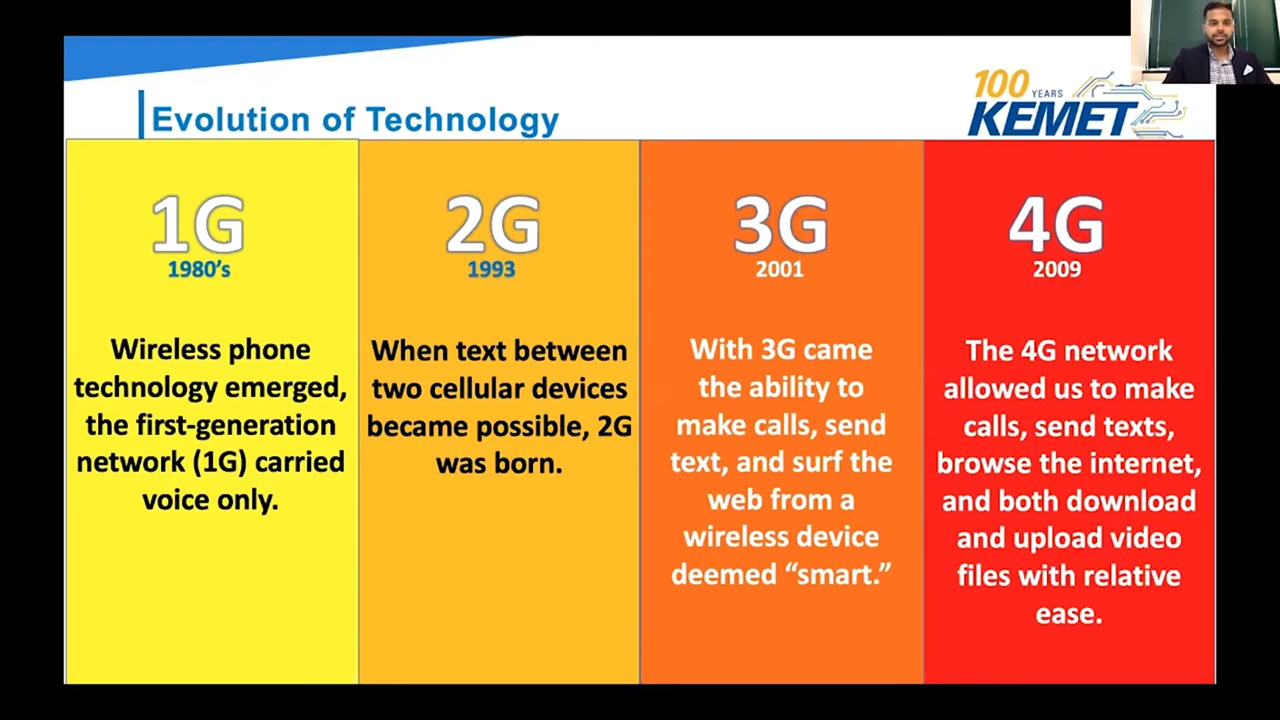 Evolution of Technology
100 YEARS
KEMET
1G
1980's
Wireless phone
technology emerged,
the first-generation
network (1G) carried
voice only.
2G
1993
When text between
two cellular devices
became possible, 2G
was born.
3G
2001
With 3G came
the ability to
make calls, send
text, and surf the
web from a
wireless device
deemed “smart.”
4G
2009
The 4G network
allowed us to make
calls, send texts,
browse the internet,
and both download
and upload video
files with relative
ease.